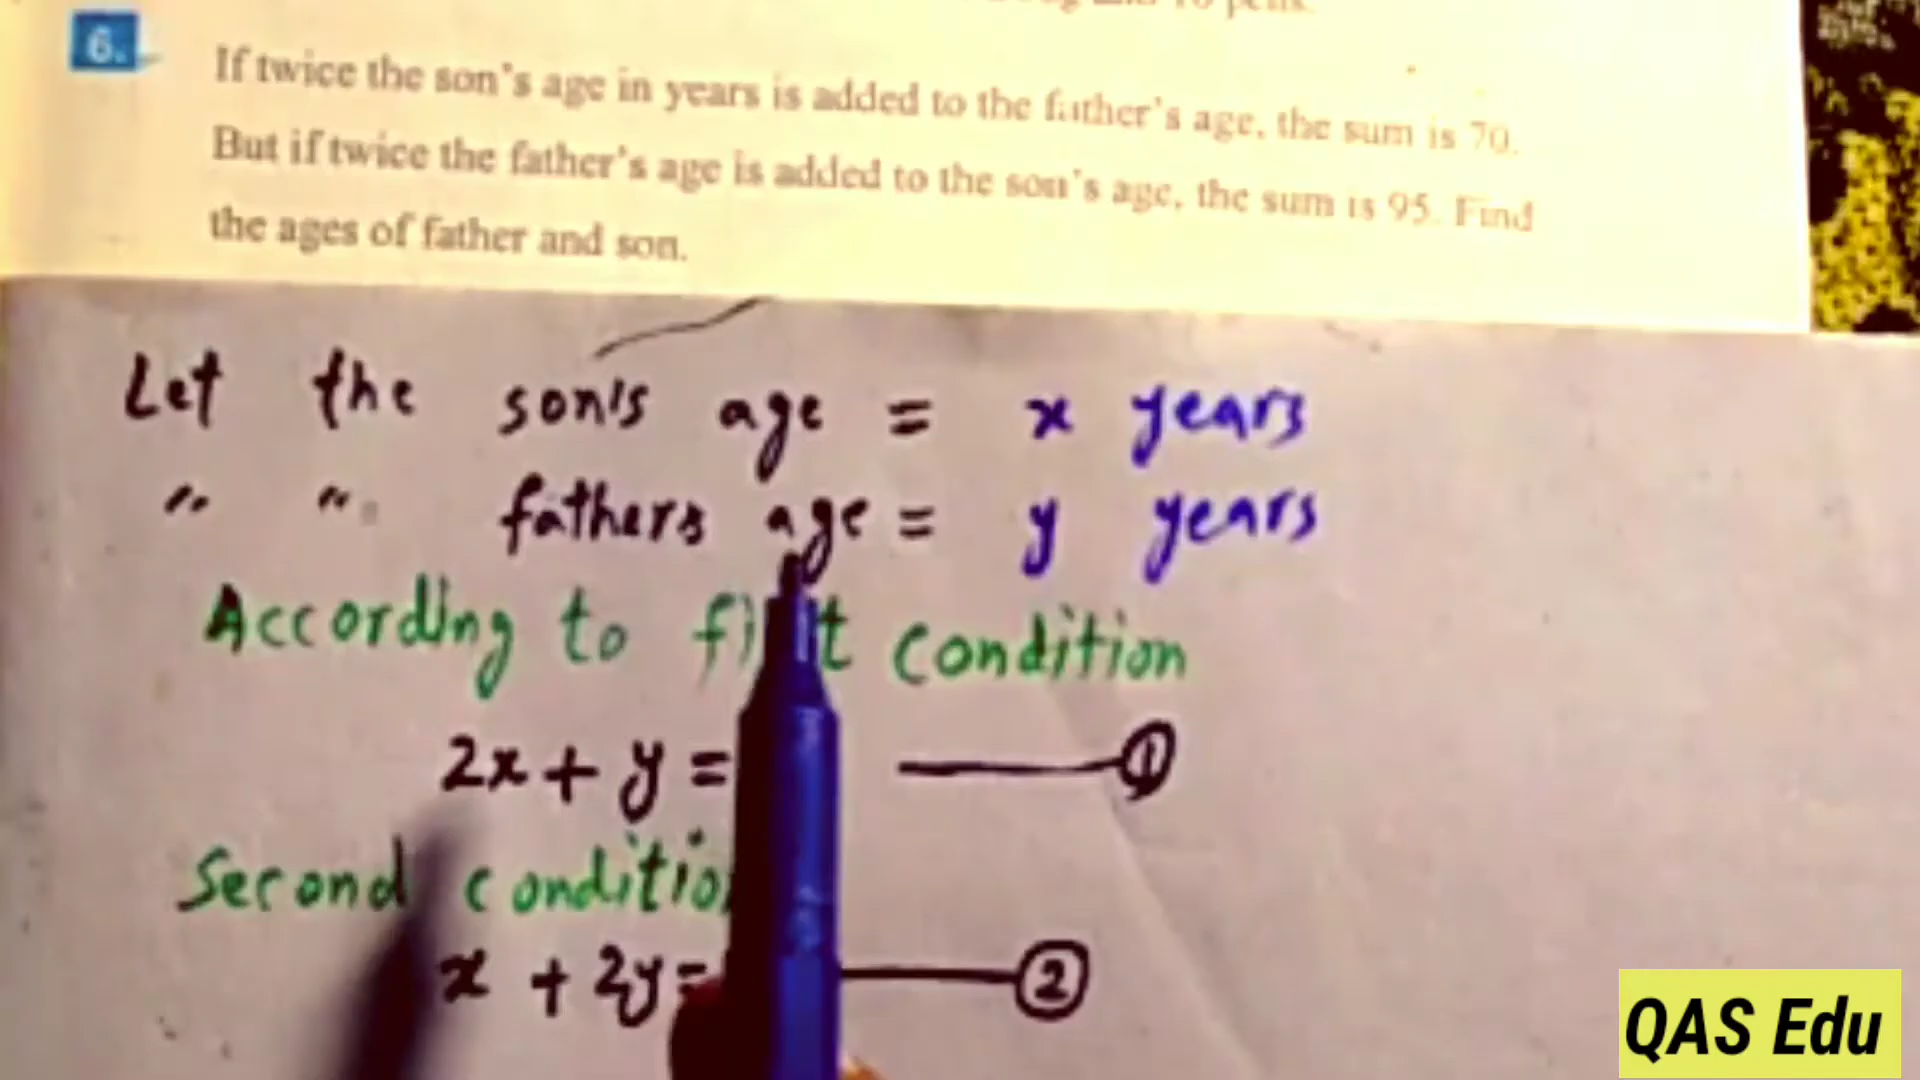 6.
If twice the son's age in years is added to the father's age, the sum is 70.
But if twice the father's age is added to the son's age, the sum is 95. Find
the ages of father and son.
Let the son's age = x years
〃 〃 fathers age = y years
According to condition
2x + y = ①
Second
x + 2y = ②
QAS Edu